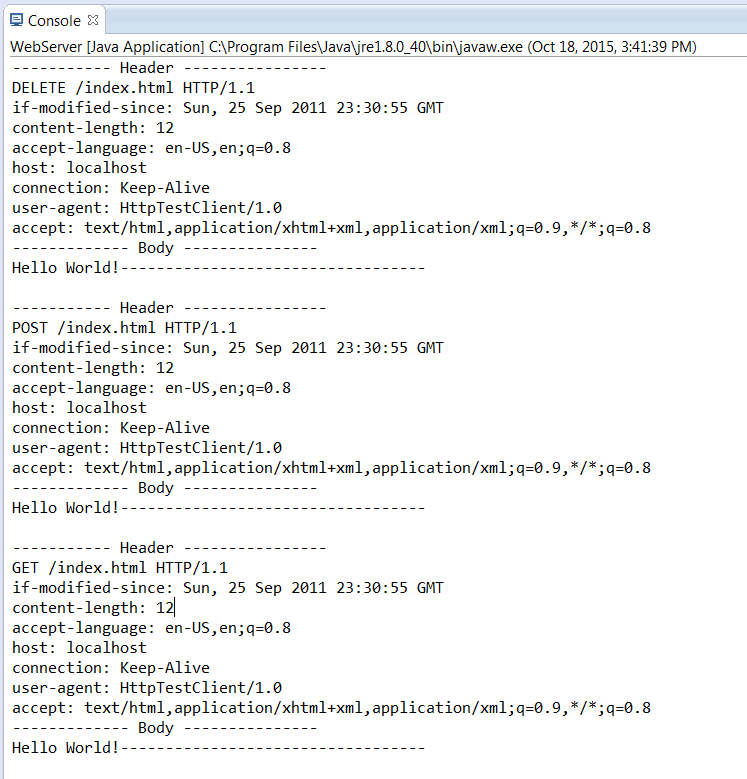 Console
WebServer [Java Application] C:\Program Files\Java\jre1.8.0_40\bin\javaw.exe (Oct 18, 2015, 3:41:39 PM)
----------- Header ----------------
DELETE /index.html HTTP/1.1
if-modified-since: Sun, 25 Sep 2011 23:30:55 GMT
content-length: 12
accept-language: en-US,en;q=0.8
host: localhost
connection: Keep-Alive
user-agent: HttpTestClient/1.0
accept: text/html,application/xhtml+xml,application/xml;q=0.9,*/*;q=0.8
------------- Body ---------------
Hello World!----------------------------------
----------- Header ----------------
POST /index.html HTTP/1.1
if-modified-since: Sun, 25 Sep 2011 23:30:55 GMT
content-length: 12
accept-language: en-US,en;q=0.8
host: localhost
connection: Keep-Alive
user-agent: HttpTestClient/1.0
accept: text/html,application/xhtml+xml,application/xml;q=0.9,*/*;q=0.8
------------- Body ---------------
Hello World!----------------------------------
----------- Header ----------------
GET /index.html HTTP/1.1
if-modified-since: Sun, 25 Sep 2011 23:30:55 GMT
content-length: 12
accept-language: en-US,en;q=0.8
host: localhost
connection: Keep-Alive
user-agent: HttpTestClient/1.0
accept: text/html,application/xhtml+xml,application/xml;q=0.9,*/*;q=0.8
------------- Body ---------------
Hello World!----------------------------------